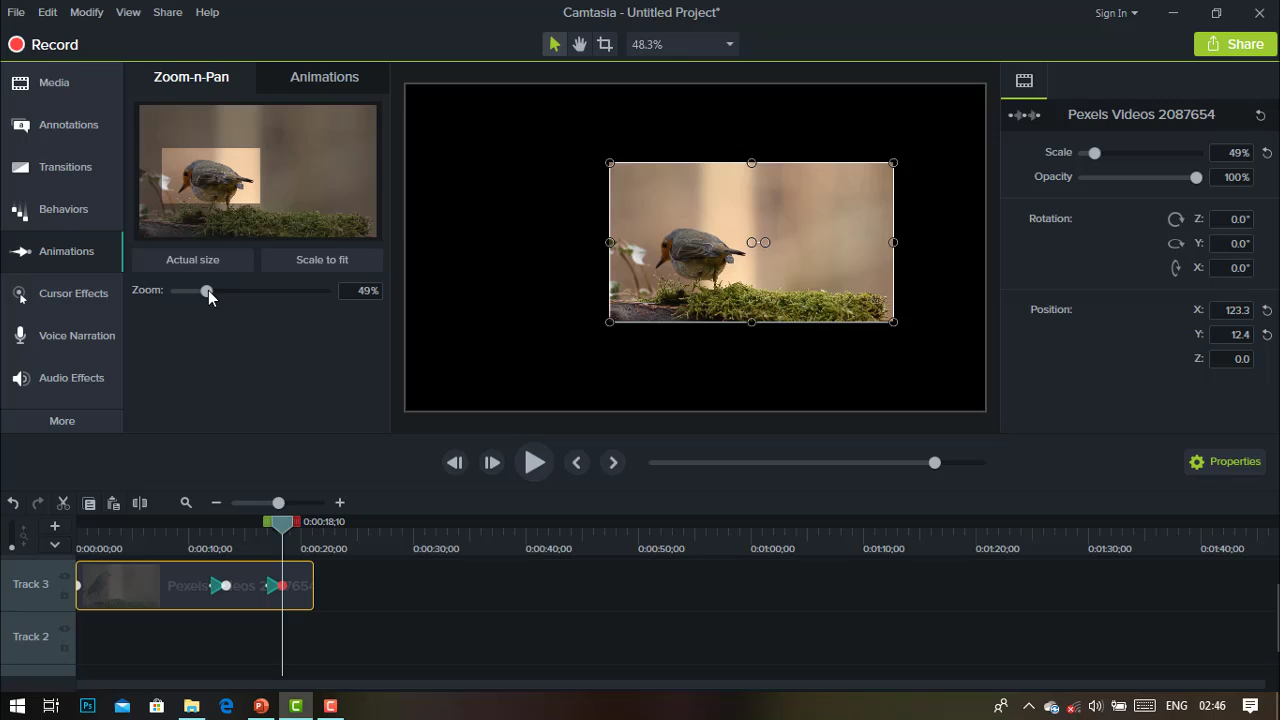 File Edit Modify View Share Help
Camtasia - Untitled Project*
Sign In
Record
48.3%
Share
Media
Annotations
Transitions
Behaviors
Animations
Cursor Effects
Voice Narration
Audio Effects
More
Zoom-n-Pan
Animations
Actual size
Scale to fit
Zoom:
49%
Pexels VIdeos 2087654
Scale
49%
Opacity
100%
Rotation:
Z: 0.0°
Y: 0.0°
X: 0.0°
Position:
X: 123.3
Y: 12.4
Z: 0.0
Properties
0:00:18;10
0:00:00;00 0:00:10;00 0:00:20;00 0:00:30;00 0:00:40;00 0:00:50;00 0:01:00;00 0:01:10;00 0:01:20;00 0:01:30;00 0:01:40;00
Track 3
Track 2
ENG 02:46